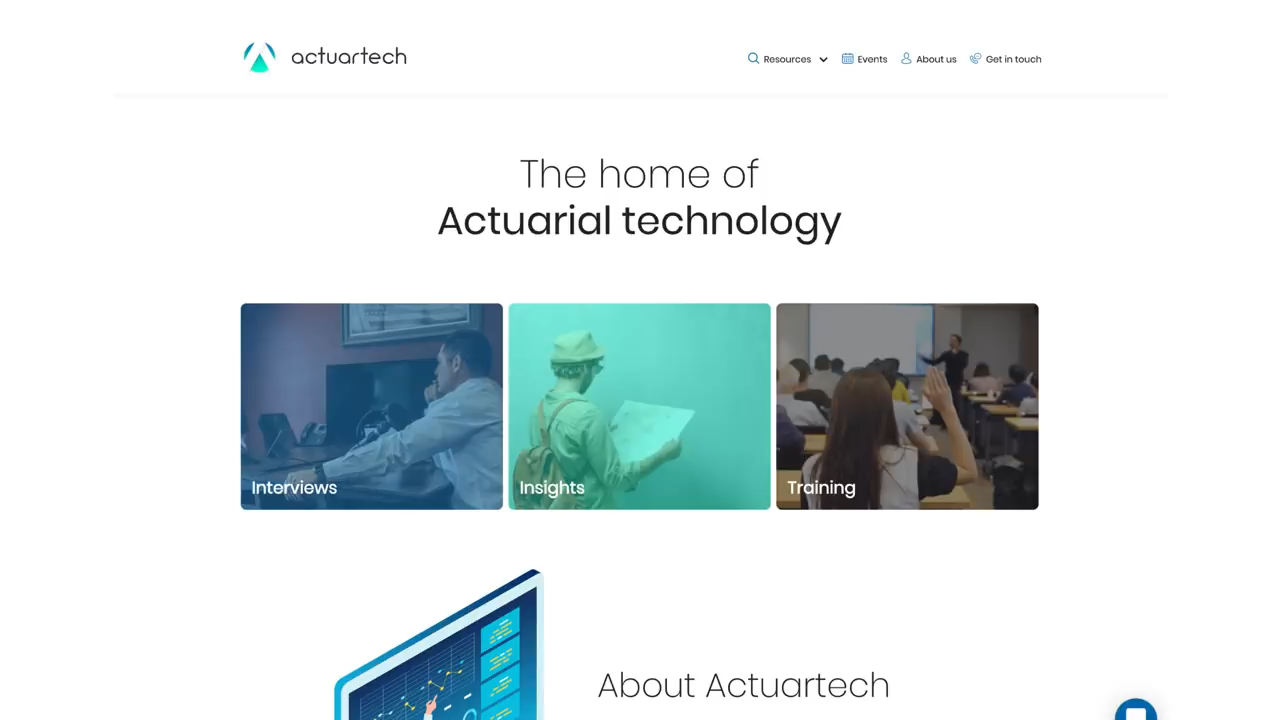 actuartech
Resources
Events
About us
Get in touch
The home of
Actuarial technology
Interviews
Insights
Training
About Actuartech